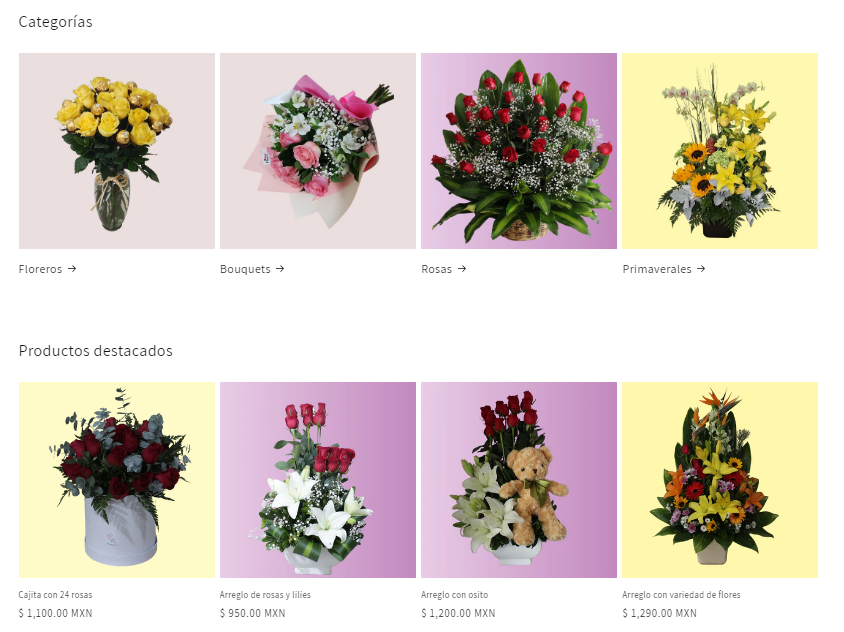 Categorías
Floreros →
Bouquets →
Rosas →
Primaverales →
Productos destacados
Cajita con 24 rosas
$ 1,100.00 MXN
Arreglo de rosas y lilies
$ 950.00 MXN
Arreglo con osito
$ 1,200.00 MXN
Arreglo con variedad de flores
$ 1,290.00 MXN